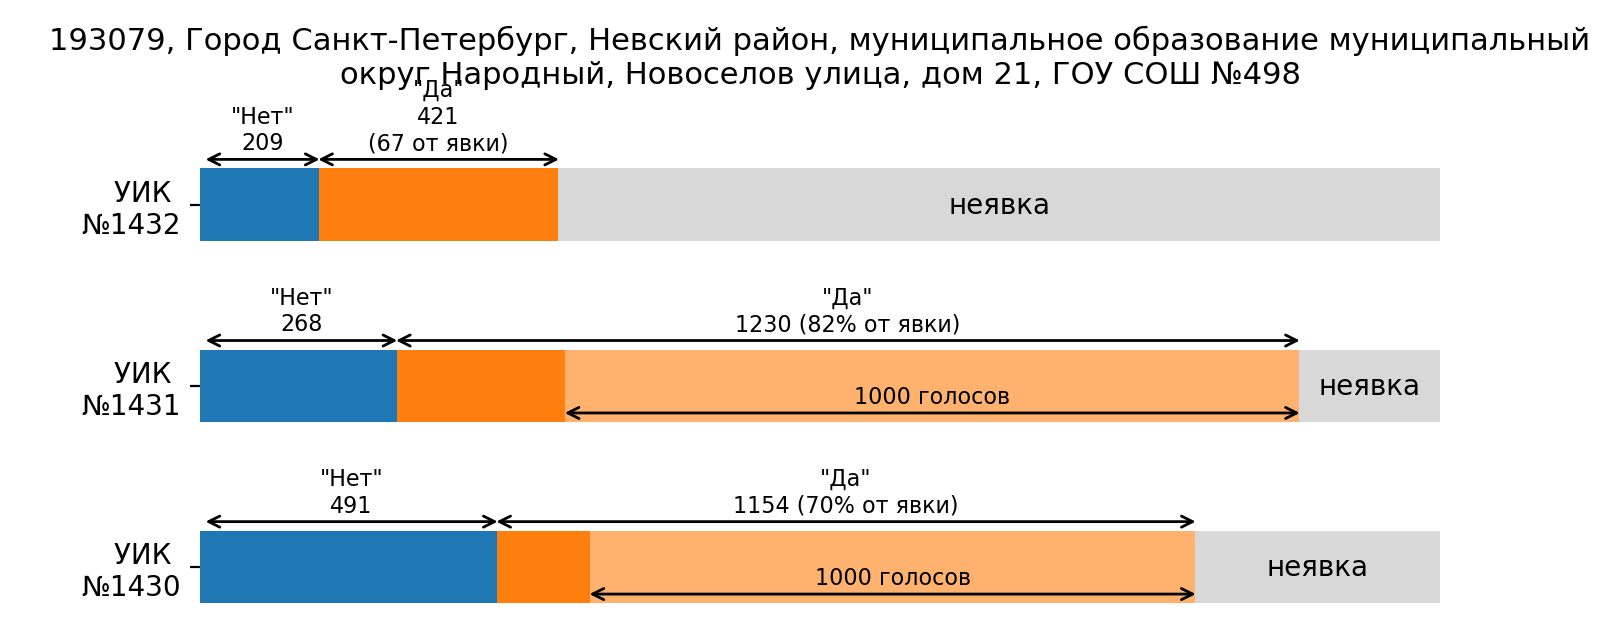 193079, Город Санкт-Петербург, Невский район, муниципальное образование муниципальный
округ Народный, Новоселов улица, дом 21, ГОУ СОШ №498
"Нет"
209
"Да"
421
(67 от явки)
УИК
№1432
неявка
"Нет"
268
"Да"
1230 (82% от явки)
УИК
№1431
1000 голосов
неявка
"Нет"
491
"Да"
1154 (70% от явки)
УИК
№1430
1000 голосов
неявка